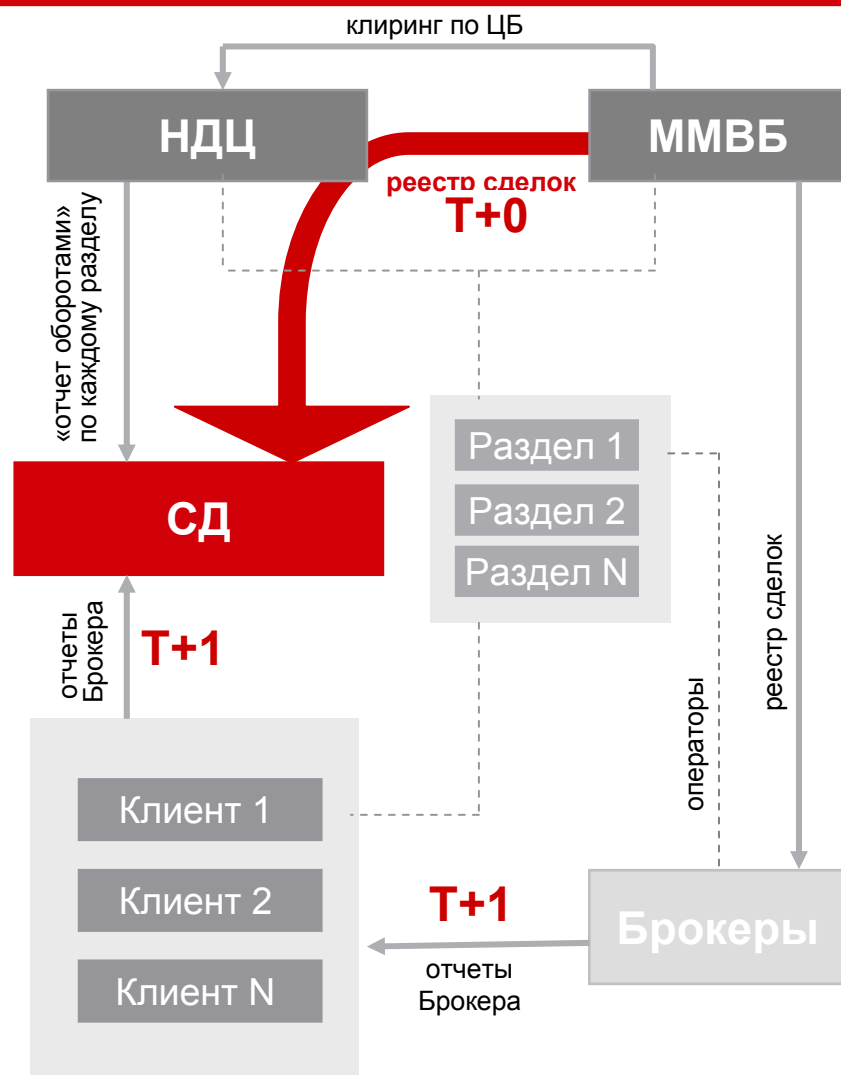 клиринг по ЦБ
НДЦ
ММВБ
реестр сделок
T+0
«отчет оборотами»
по каждому разделу
Раздел 1
Раздел 2
Раздел N
СД
отчеты
Брокера
T+1
реестр сделок
операторы
Клиент 1
Клиент 2
Клиент N
T+1
отчеты
Брокера
Брокеры